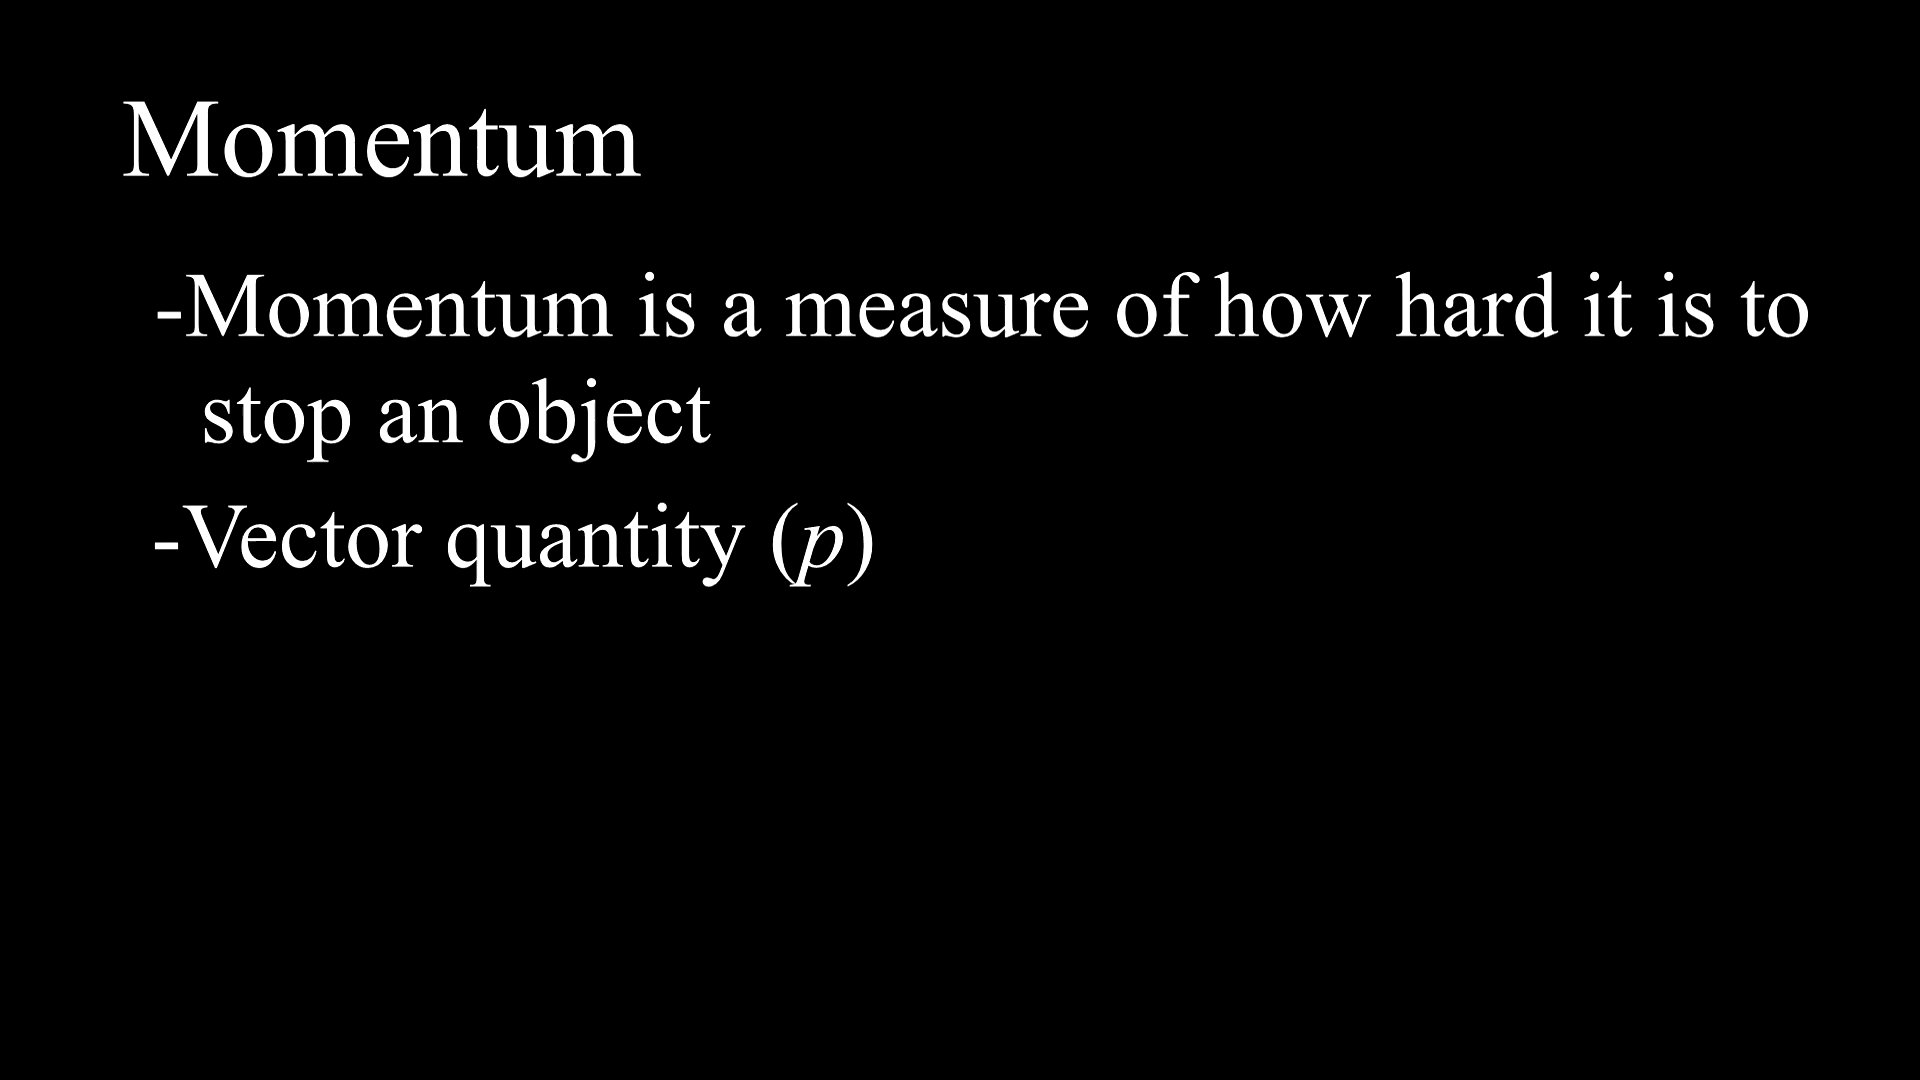 Momentum
-Momentum is a measure of how hard it is to
stop an object
-Vector quantity (p)